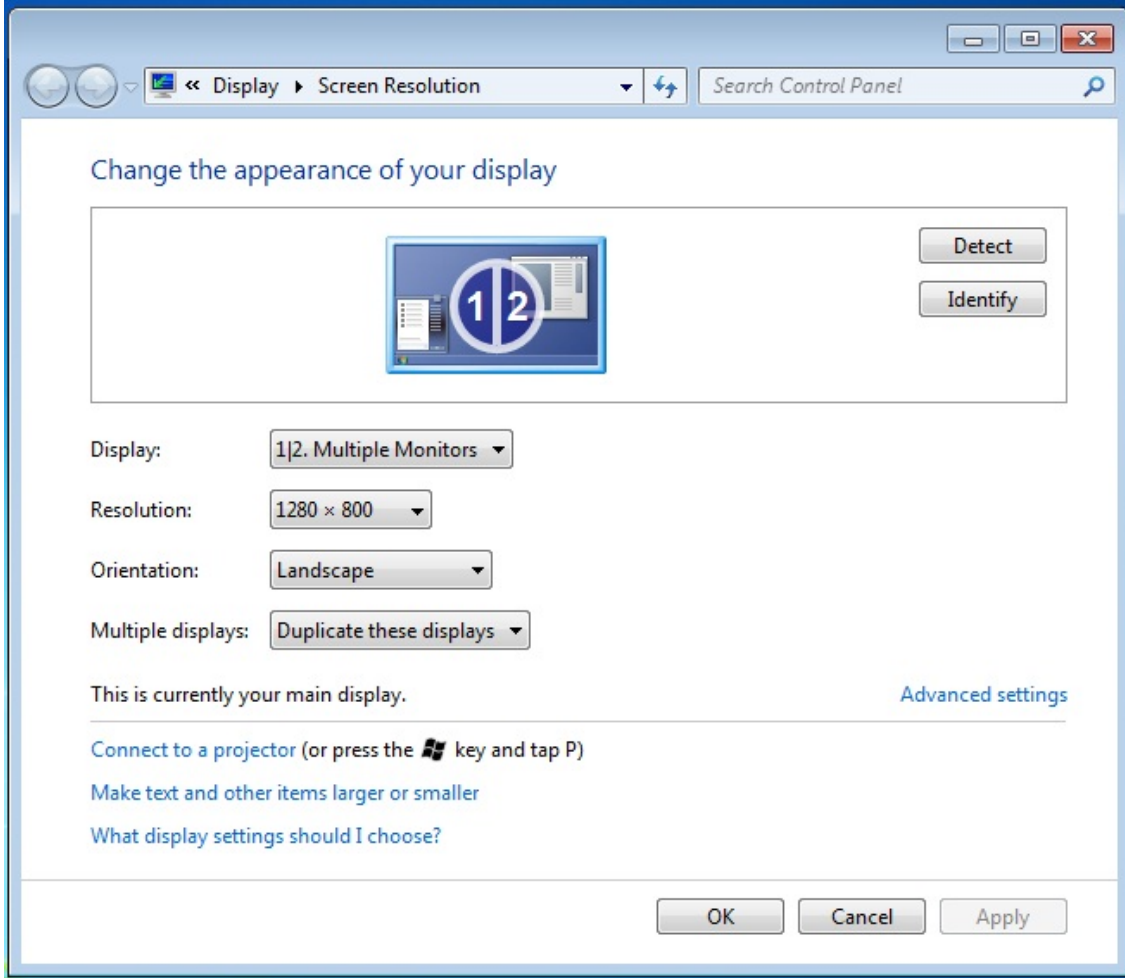 « Display ▸ Screen Resolution
Search Control Panel
Change the appearance of your display
Detect
Identify
1|2
Display: 1|2. Multiple Monitors
Resolution: 1280 × 800
Orientation: Landscape
Multiple displays: Duplicate these displays
This is currently your main display. Advanced settings
Connect to a projector (or press the key and tap P)
Make text and other items larger or smaller
What display settings should I choose?
OK Cancel Apply